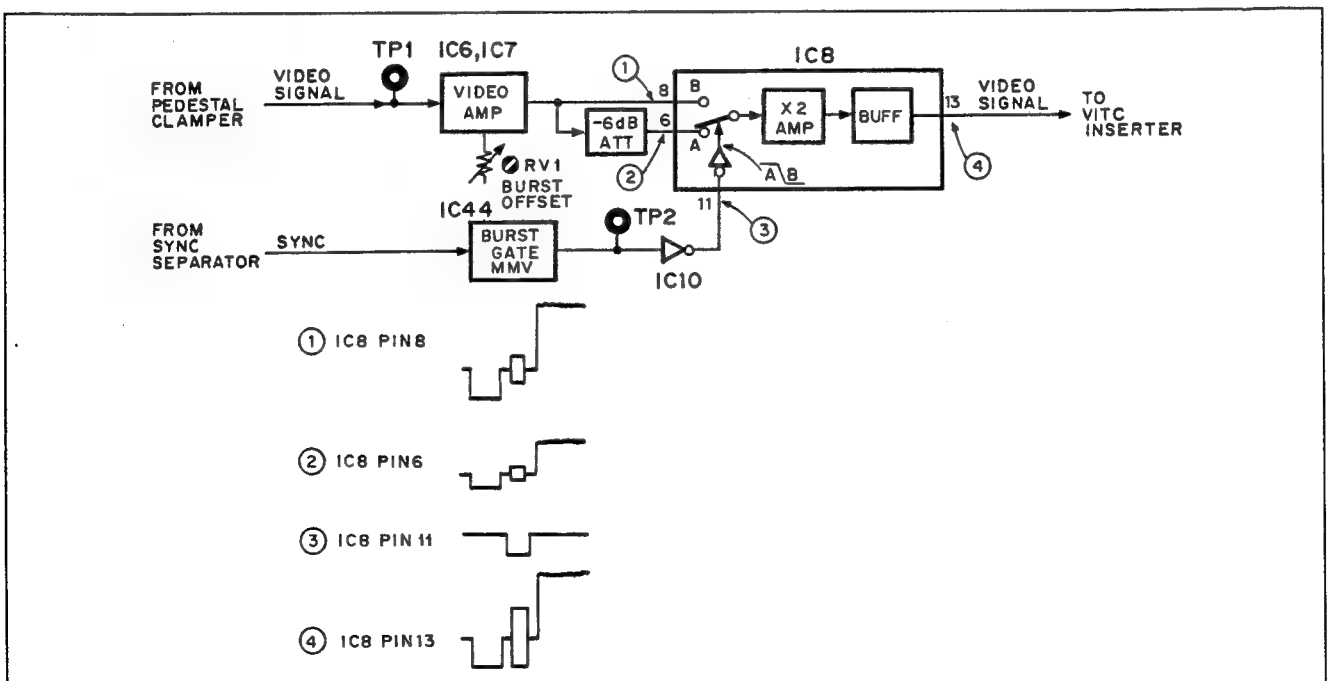 TP1
IC6, IC7
IC8
FROM
PEDESTAL
CLAMPER
VIDEO
SIGNAL
VIDEO
AMP
① 8 B
-6dB
ATT
6
②
A
X2
AMP
BUFF
13
VIDEO
SIGNAL
④
TO
VITC
INSERTER
RV1
BURST
OFFSET
A\B
11
③
FROM
SYNC
SEPARATOR
SYNC
IC44
BURST
GATE
MMV
TP2
IC10
① IC8 PIN8
② IC8 PIN6
③ IC8 PIN 11
④ IC8 PIN13